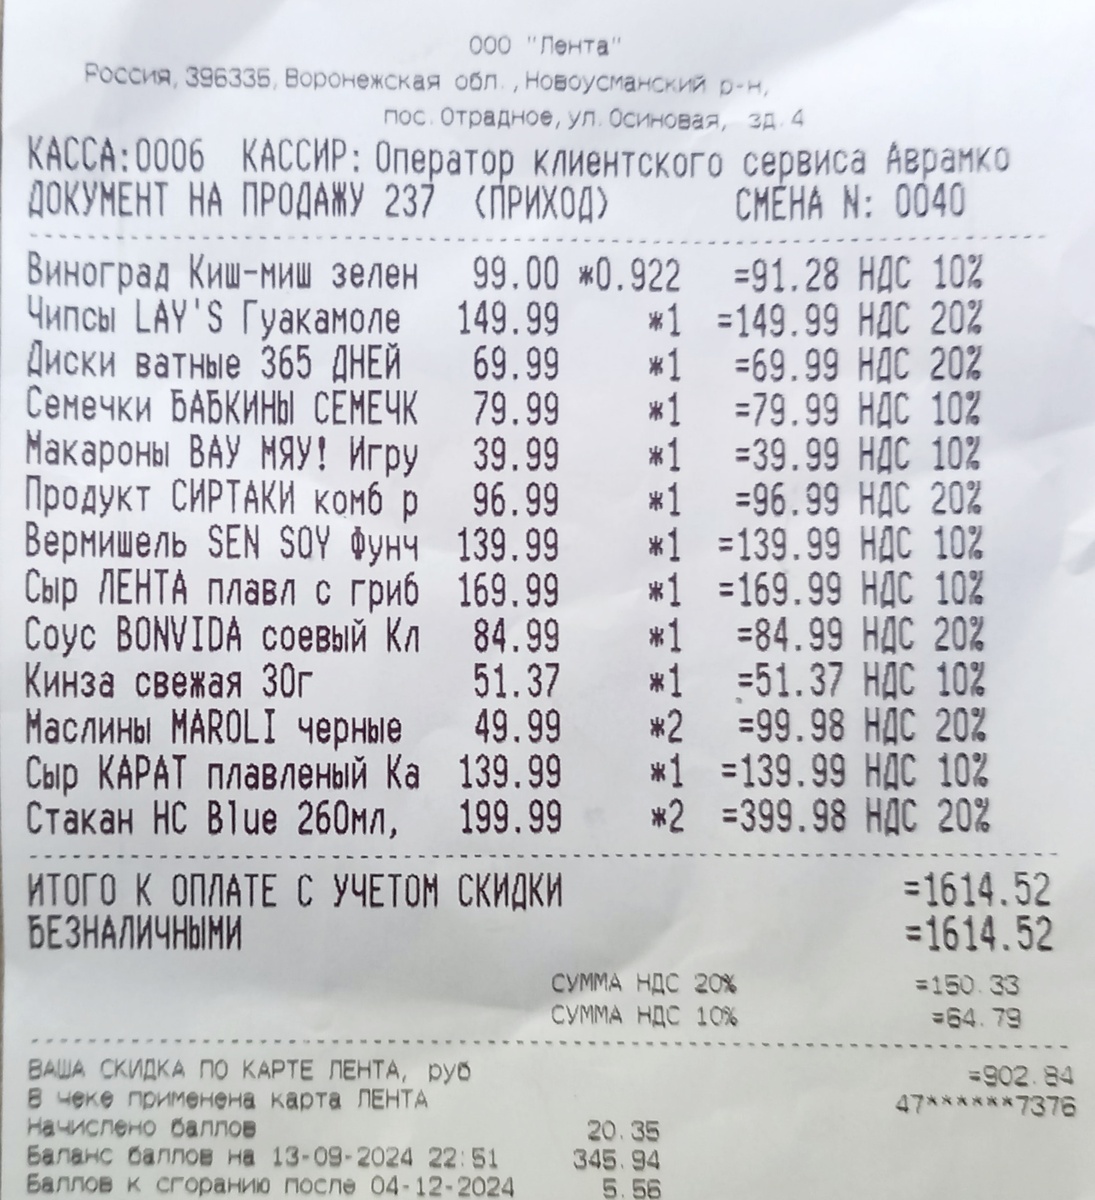 ООО "Лента"
Россия, 396335, Воронежская обл., Новоусманский р-н,
пос. Отрадное, ул. Осиновая, зд. 4
КАССА:0006 КАССИР: Оператор клиентского сервиса Аврамко
ДОКУМЕНТ НА ПРОДАЖУ 237 (ПРИХОД) СМЕНА N: 0040
Виноград Киш-миш зелен 99.00 *0.922 =91.28 НДС 10%
Чипсы LAY'S Гуакамоле 149.99 *1 =149.99 НДС 20%
Диски ватные 365 ДНЕЙ 69.99 *1 =69.99 НДС 20%
Семечки БАБКИНЫ СЕМЕЧК 79.99 *1 =79.99 НДС 10%
Макароны ВАУ МЯУ! Игру 39.99 *1 =39.99 НДС 10%
Продукт СИРТАКИ комб р 96.99 *1 =96.99 НДС 20%
Вермишель SEN SOY Фунч 139.99 *1 =139.99 НДС 10%
Сыр ЛЕНТА плавл с гриб 169.99 *1 =169.99 НДС 10%
Соус BONVIDA соевый Кл 84.99 *1 =84.99 НДС 20%
Кинза свежая 30г 51.37 *1 =51.37 НДС 10%
Маслины MAROLI черные 49.99 *2 =99.98 НДС 20%
Сыр КАРАТ плавленый Ка 139.99 *1 =139.99 НДС 10%
Стакан HC Blue 260мл, 199.99 *2 =399.98 НДС 20%
ИТОГО К ОПЛАТЕ С УЧЕТОМ СКИДКИ =1614.52
БЕЗНАЛИЧНЫМИ =1614.52
СУММА НДС 20% =150.33
СУММА НДС 10% =64.79
ВАША СКИДКА ПО КАРТЕ ЛЕНТА, руб =902.84
В чеке применена карта ЛЕНТА 47******7376
Начислено баллов 20.35
Баланс баллов на 13-09-2024 22:51 345.94
Баллов к сгоранию после 04-12-2024 5.56